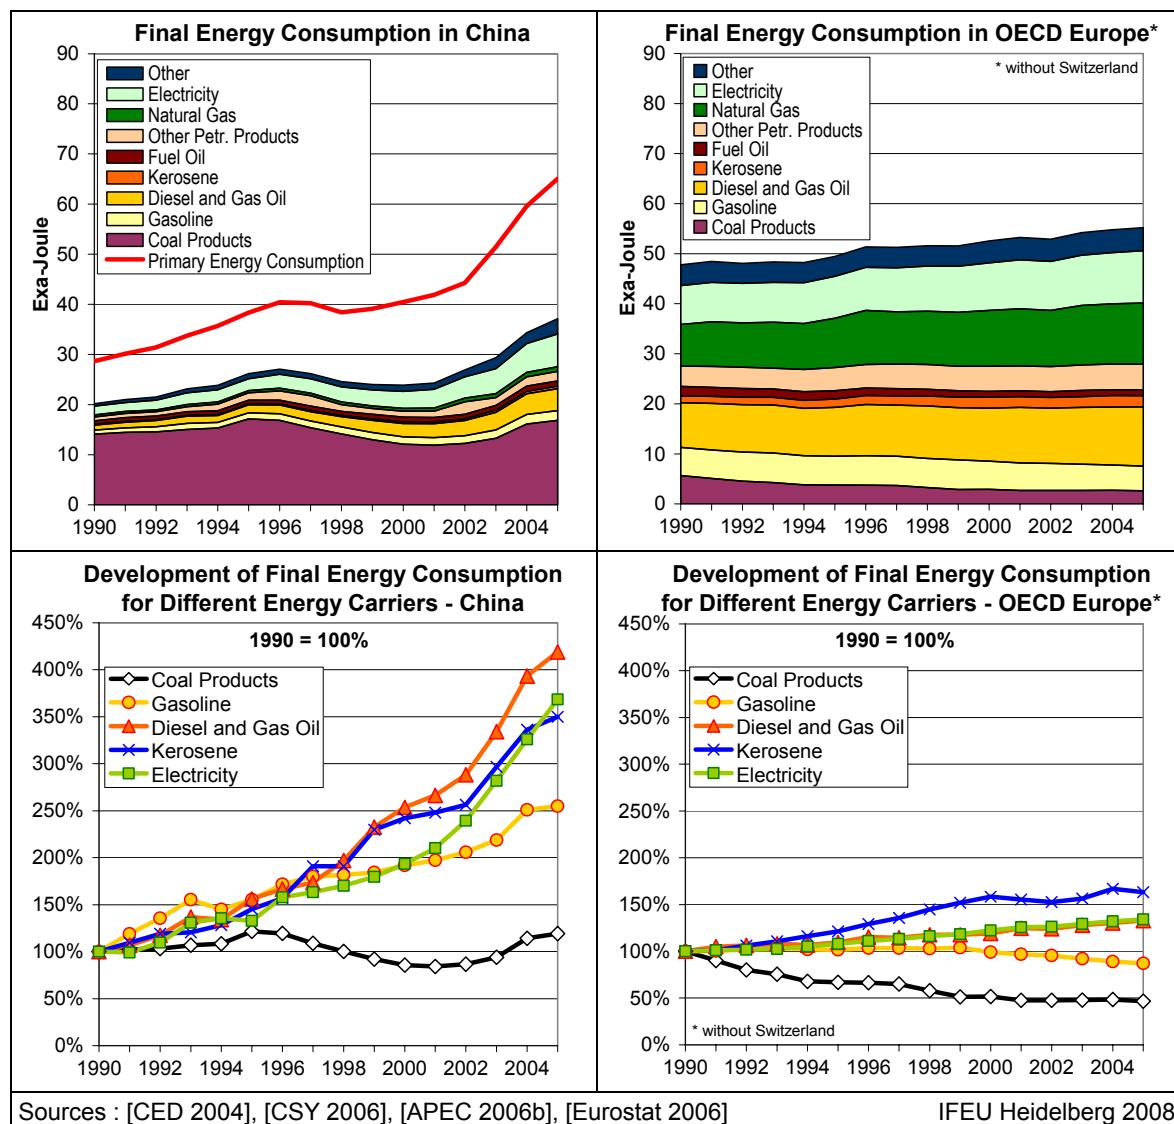 Final Energy Consumption in China
90
80
70
60
50
40
30
20
10
0
Exa-Joule
Other
Electricity
Natural Gas
Other Petr. Products
Fuel Oil
Kerosene
Diesel and Gas Oil
Gasoline
Coal Products
Primary Energy Consumption
1990 1992 1994 1996 1998 2000 2002 2004
Final Energy Consumption in OECD Europe*
* without Switzerland
90
80
70
60
50
40
30
20
10
0
Exa-Joule
Other
Electricity
Natural Gas
Other Petr. Products
Fuel Oil
Kerosene
Diesel and Gas Oil
Gasoline
Coal Products
1990 1992 1994 1996 1998 2000 2002 2004
Development of Final Energy Consumption
for Different Energy Carriers - China
1990 = 100%
450%
400%
350%
300%
250%
200%
150%
100%
50%
0%
Coal Products
Gasoline
Diesel and Gas Oil
Kerosene
Electricity
1990 1992 1994 1996 1998 2000 2002 2004
Development of Final Energy Consumption
for Different Energy Carriers - OECD Europe*
1990 = 100%
450%
400%
350%
300%
250%
200%
150%
100%
50%
0%
Coal Products
Gasoline
Diesel and Gas Oil
Kerosene
Electricity
* without Switzerland
1990 1992 1994 1996 1998 2000 2002 2004
Sources : [CED 2004], [CSY 2006], [APEC 2006b], [Eurostat 2006] IFEU Heidelberg 2008